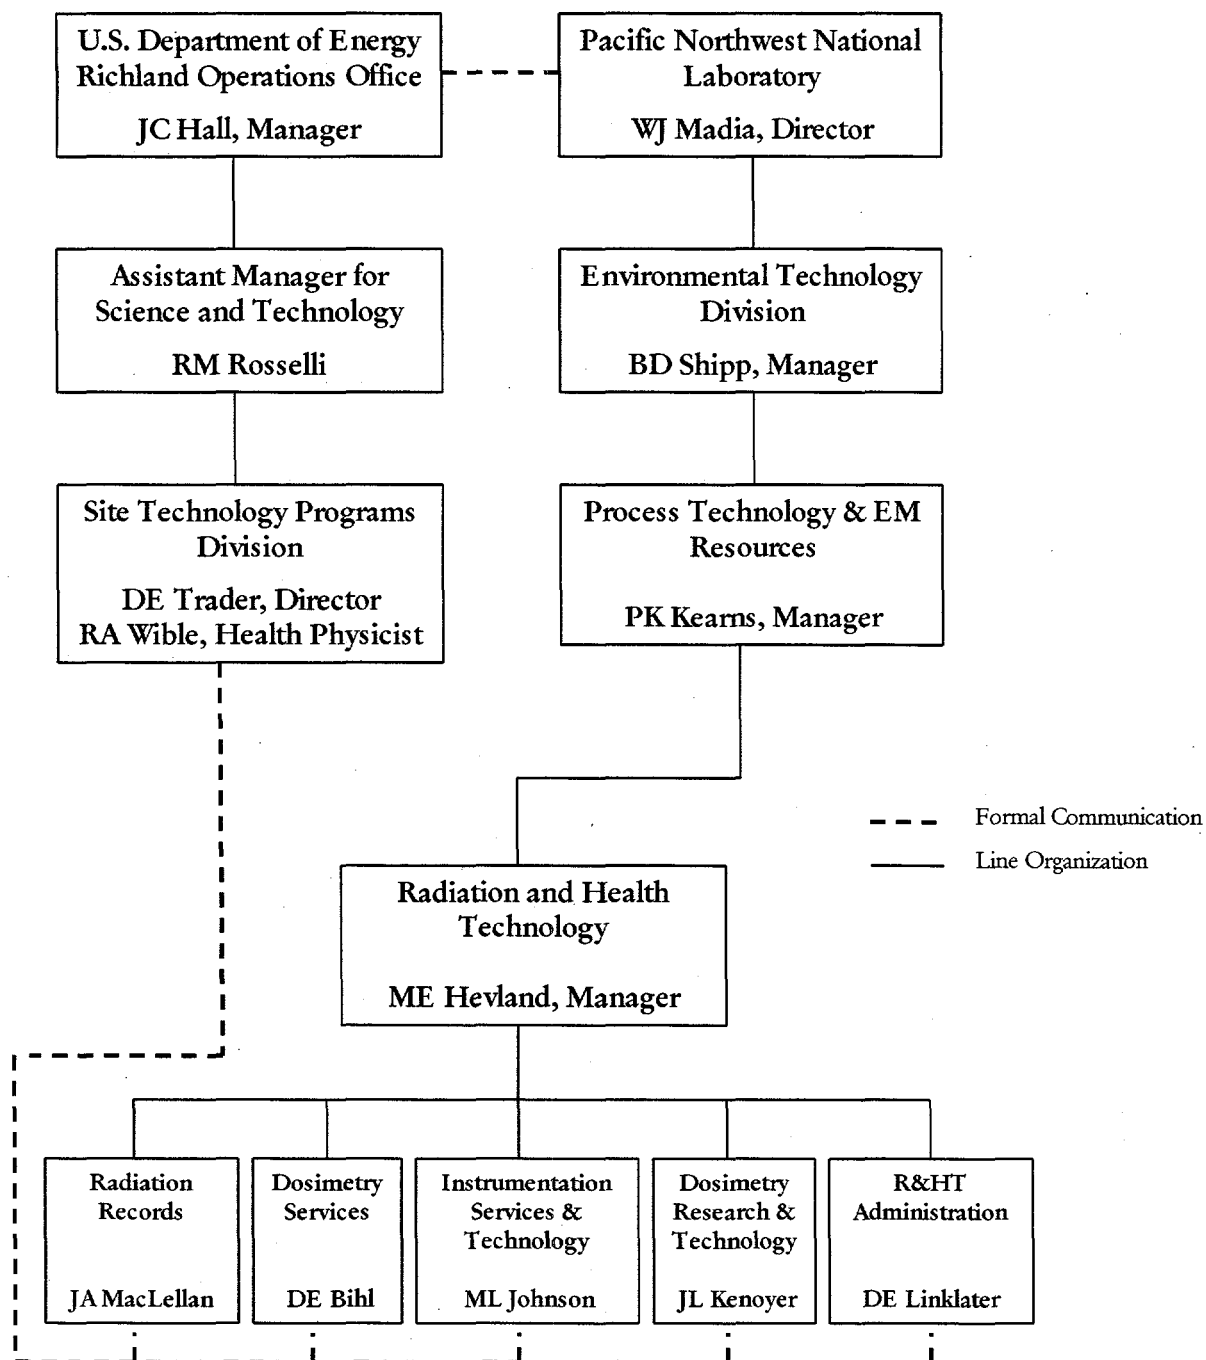 U.S. Department of Energy
Richland Operations Office
JC Hall, Manager
Pacific Northwest National
Laboratory
WJ Madia, Director
Assistant Manager for
Science and Technology
RM Rosselli
Environmental Technology
Division
BD Shipp, Manager
Site Technology Programs
Division
DE Trader, Director
RA Wible, Health Physicist
Process Technology & EM
Resources
PK Kearns, Manager
Formal Communication
Line Organization
Radiation and Health
Technology
ME Hevland, Manager
Radiation
Records
JA MacLellan
Dosimetry
Services
DE Bihl
Instrumentation
Services &
Technology
ML Johnson
Dosimetry
Research &
Technology
JL Kenoyer
R&HT
Administration
DE Linklater